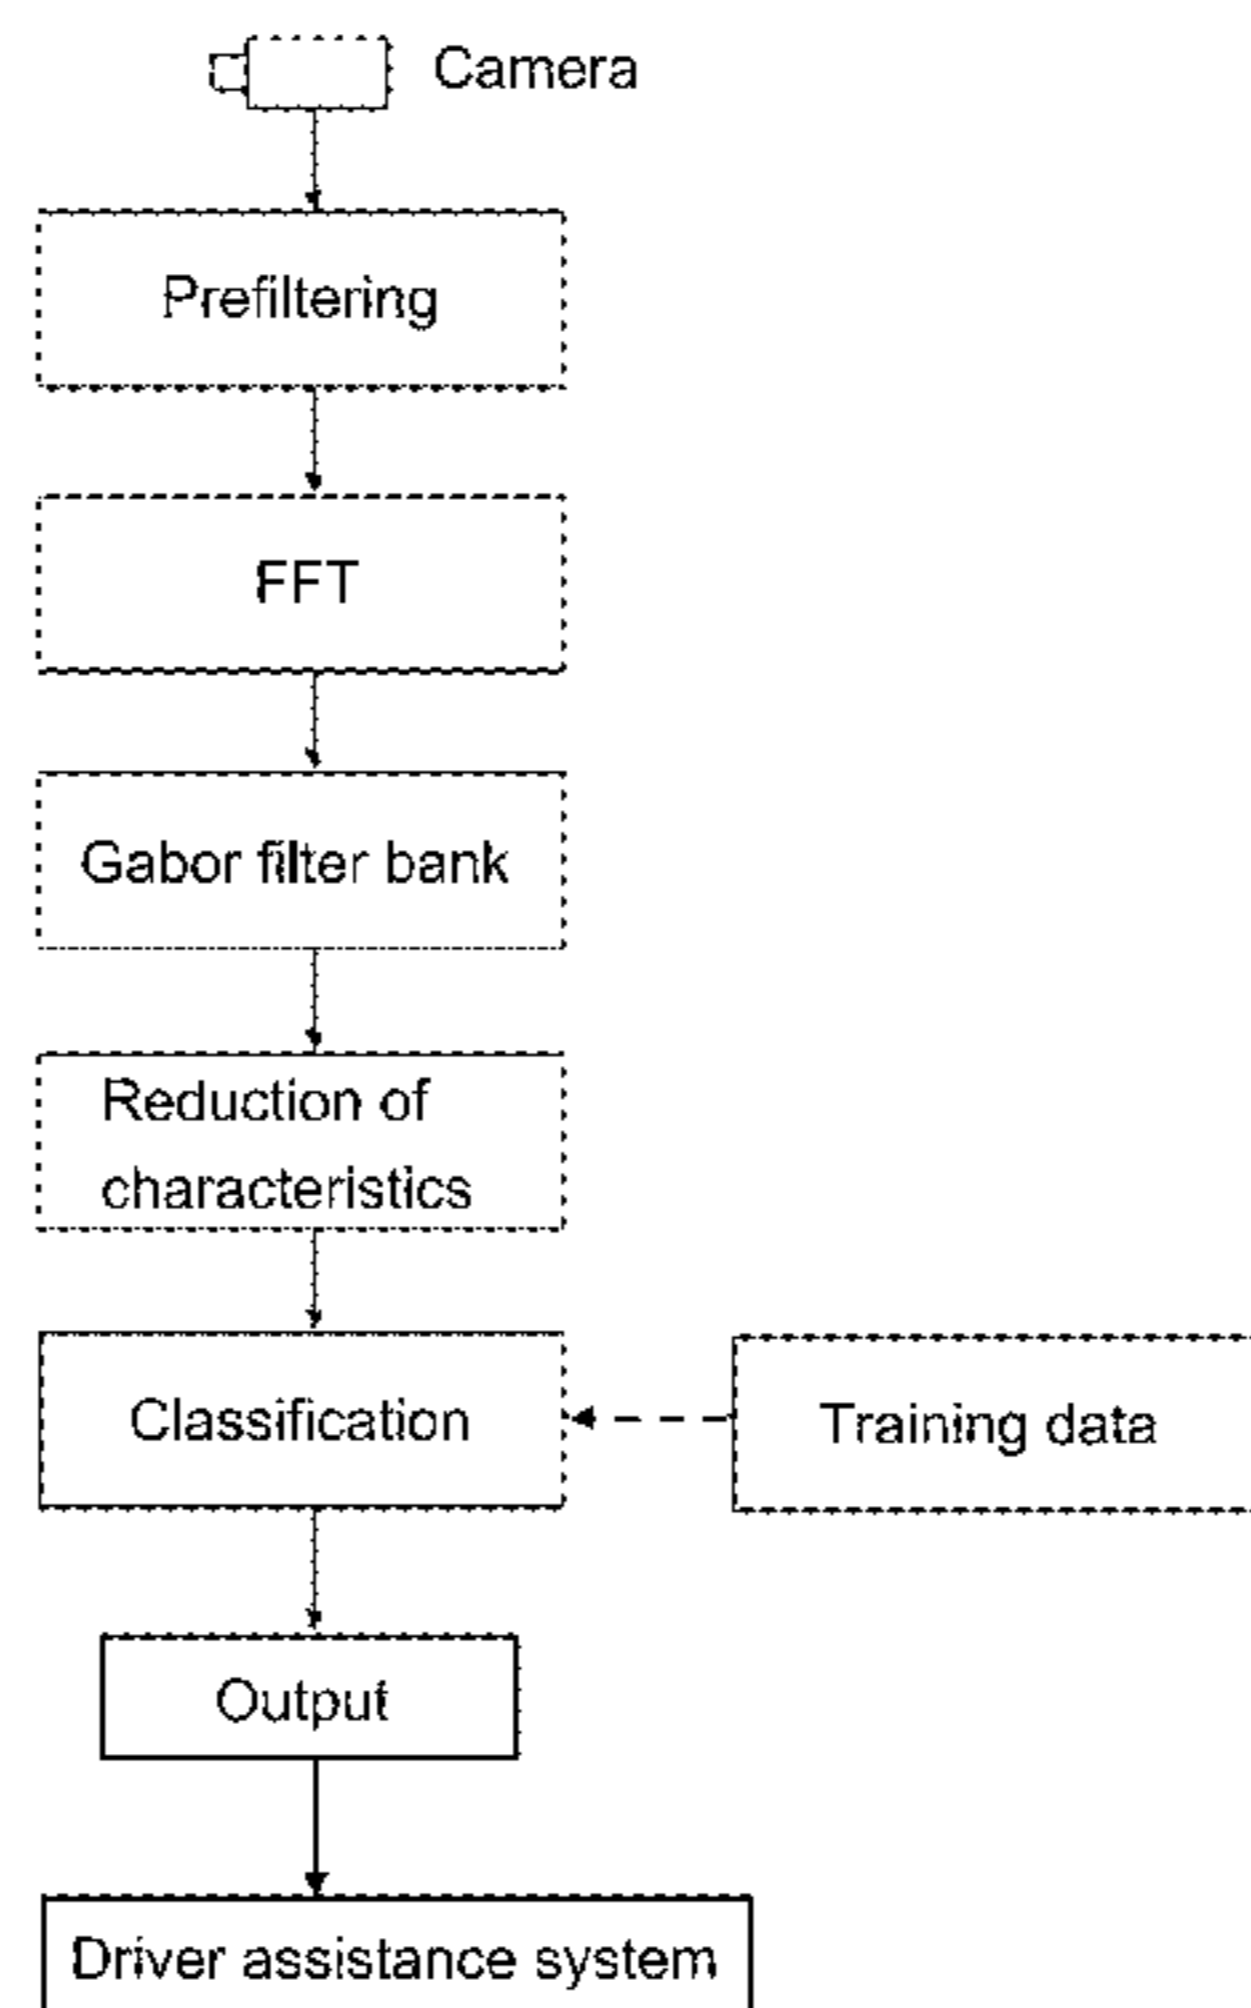 Camera
Prefiltering
FFT
Gabor filter bank
Reduction of
characteristics
Classification
Training data
Output
Driver assistance system